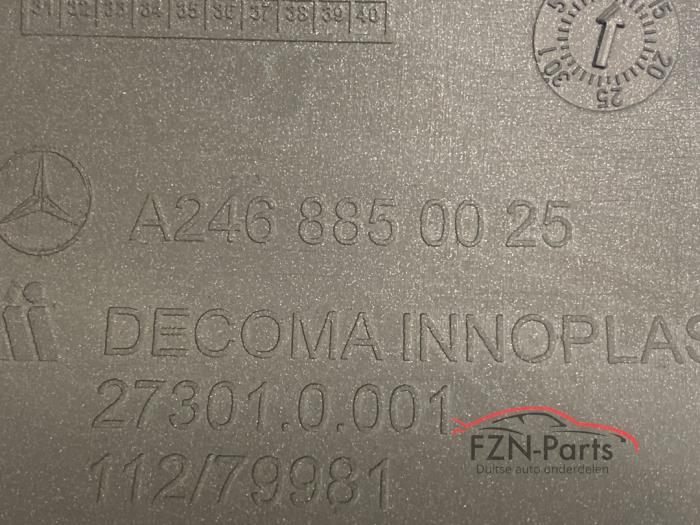 31 32 33 34 35 36 37 38 39 40
5 15 20 25 30
A246 885 00 25
DECOMA INNOPLAS
27301.0.001
112/79981
FZN-Parts
Duitse auto onderdelen